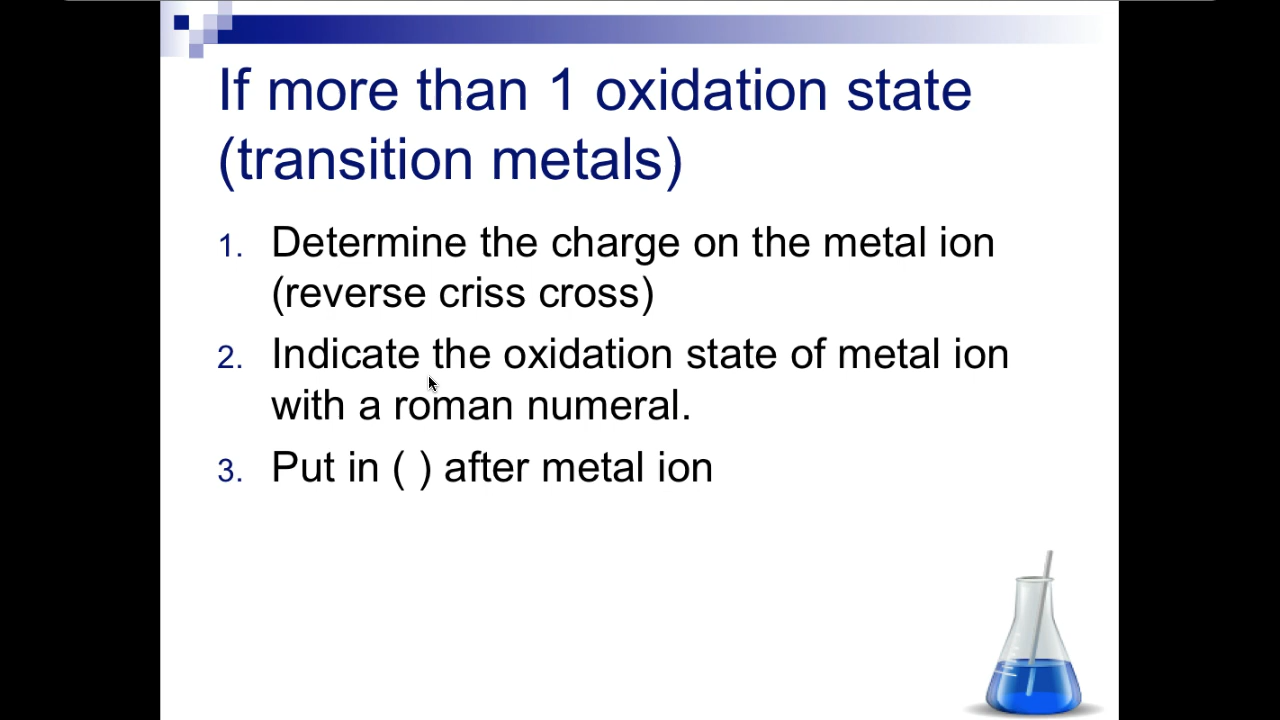 If more than 1 oxidation state
(transition metals)
1. Determine the charge on the metal ion
(reverse criss cross)
2. Indicate the oxidation state of metal ion
with a roman numeral.
3. Put in ( ) after metal ion